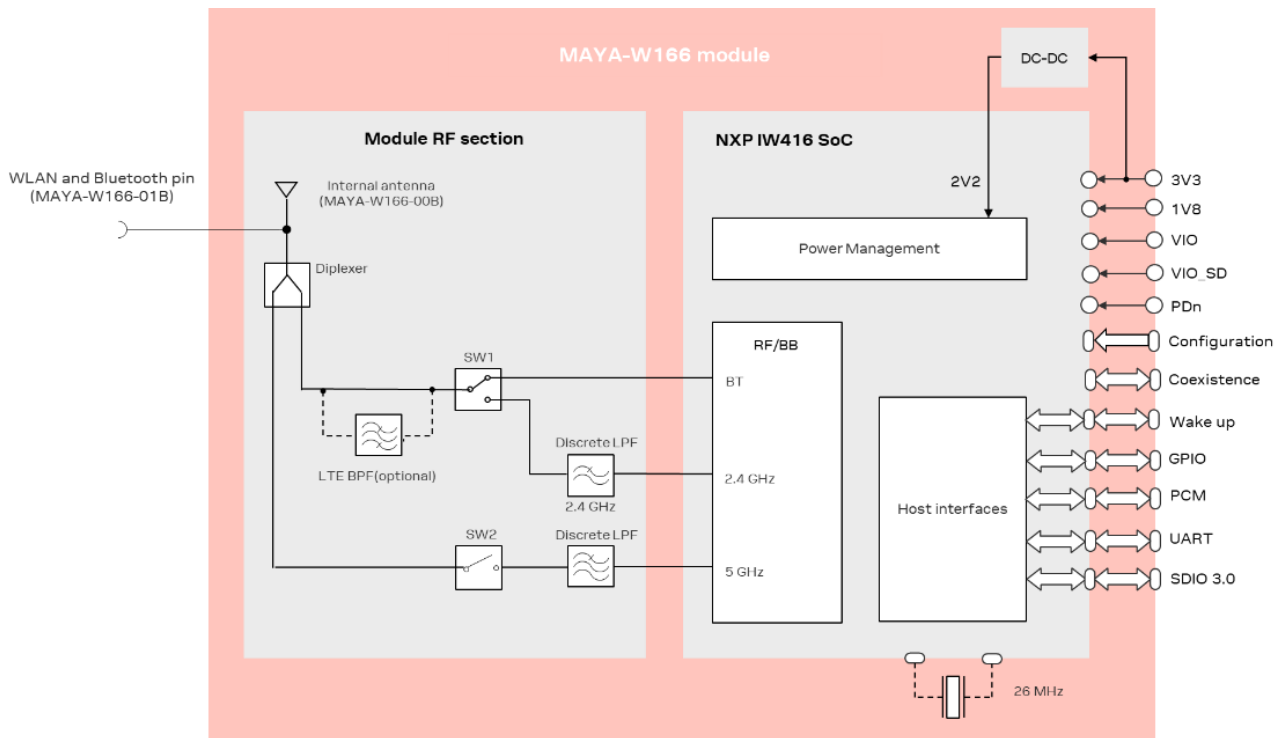 MAYA-W166 module
DC-DC
Module RF section
NXP IW416 SoC
WLAN and Bluetooth pin
(MAYA-W166-01B)
Internal antenna
(MAYA-W166-00B)
2V2
3V3
1V8
Power Management
VIO
Diplexer
VIO_SD
PDn
RF/BB
Configuration
SW1
BT
Coexistence
Wake up
Discrete LPF
GPIO
LTE BPF(optional)
2.4 GHz
PCM
2.4 GHz
Host interfaces
SW2
Discrete LPF
UART
5 GHz
SDIO 3.0
26 MHz